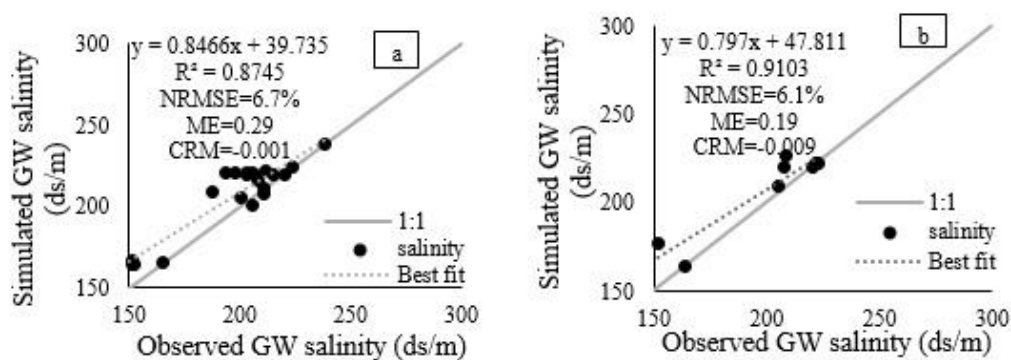 300
y = 0.8466x + 39.735
a
R² = 0.8745
NRMSE=6.7%
250
ME=0.29
CRM=-0.001
200
1:1
salinity
Best fit
150
150 200 250 300
Simulated GW salinity
(ds/m)
Observed GW salinity (ds/m)
300
y = 0.797x + 47.811
b
R² = 0.9103
NRMSE=6.1%
250
ME=0.19
CRM=-0.009
200
1:1
salinity
Best fit
150
150 200 250 300
Simulated GW salinity
(ds/m)
Observed GW salinity (ds/m)